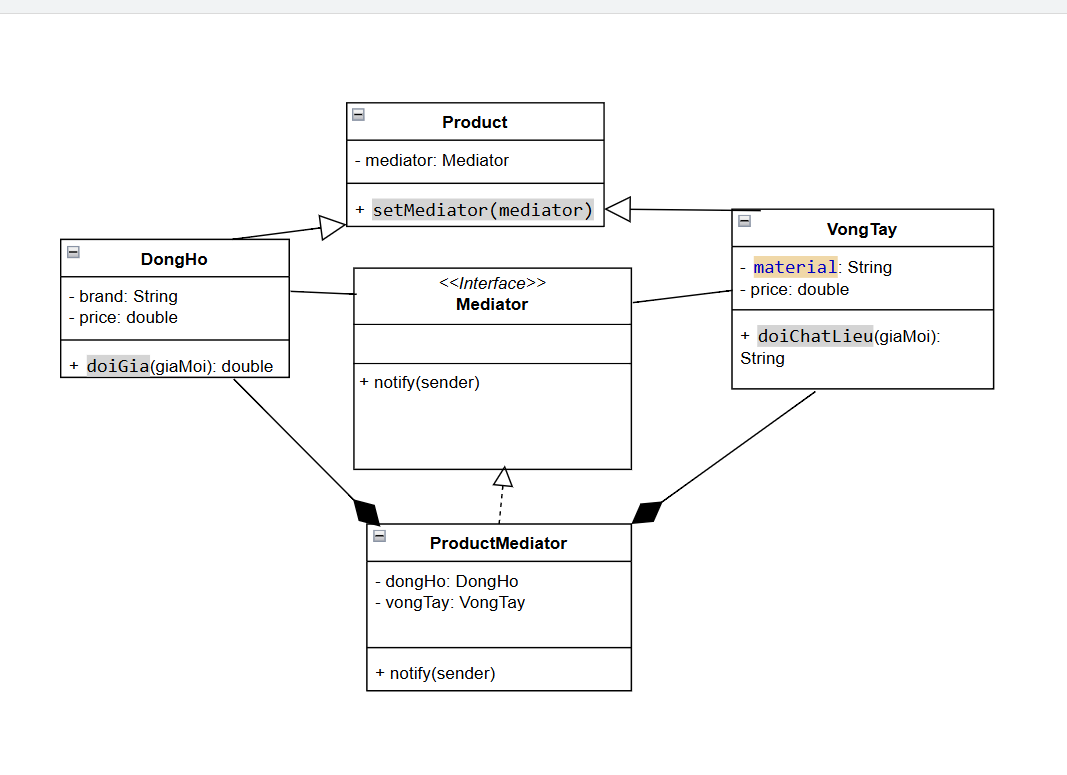 Product
- mediator: Mediator
+ setMediator(mediator)
DongHo
- brand: String
- price: double
+ doiGia(giaMoi): double
<<Interface>>
Mediator
+ notify(sender)
VongTay
- material: String
- price: double
+ doiChatLieu(giaMoi):
String
ProductMediator
- dongHo: DongHo
- vongTay: VongTay
+ notify(sender)